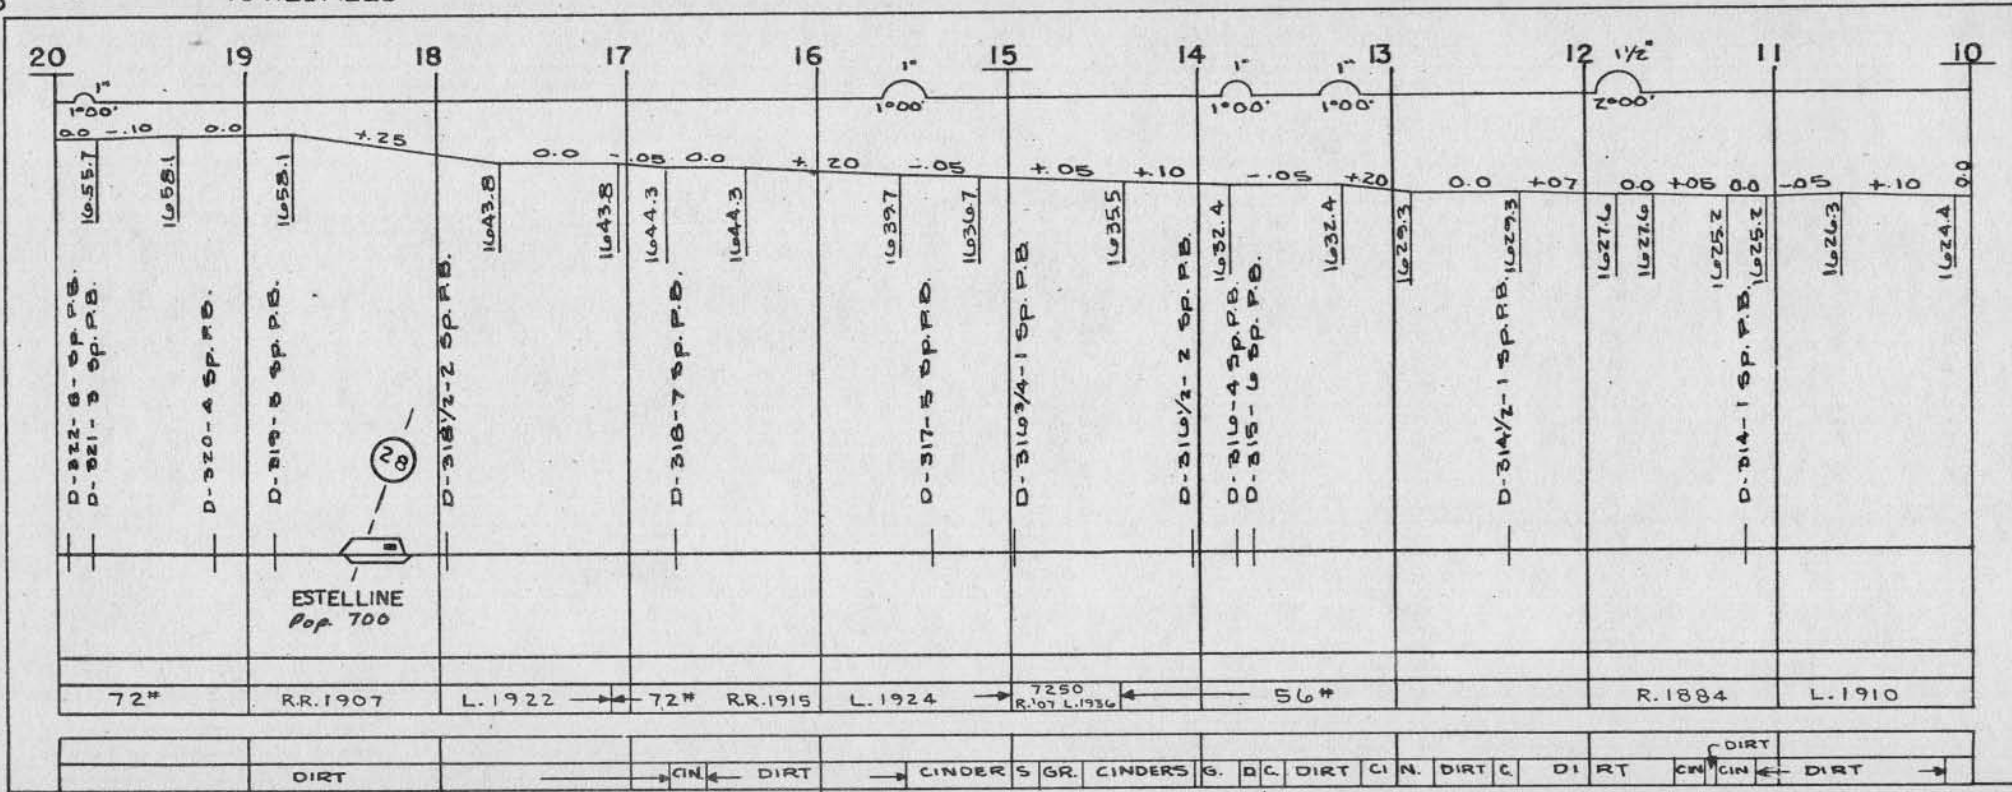 20 19 18 17 16 15 14 13 12 11 10
1° 1° 1° 1° 1½"
1°00' 1°00' 1°00' 1°00' 2°00'
0.0 -.10 0.0 +.25 0.0 -.05 0.0 +.20 -.05 +.05 +.10 -.05 +20 0.0 +07 0.0 +05 0.0 -05 +.10 0.0
1655.7
1658.1
1658.1
1643.8
1643.8
1644.3
1644.3
1639.7
1636.7
1635.5
1632.4
1632.4
1629.3
1629.3
1627.6
1627.6
1625.2
1625.2
1626.3
1624.4
D-322-8-Sp. P.B.
D-321-3 Sp. P.B.
D-320-4 Sp. P.B.
D-319-3 Sp. P.B.
D-318½-2 Sp. P.B.
D-318-7 Sp. P.B.
D-317-5 Sp. P.B.
D-316¾-1 Sp. P.B.
D-316½-2 Sp. P.B.
D-316-4 Sp. P.B.
D-315-6 Sp. P.B.
D-314½-1 Sp. P.B.
D-314-1 Sp. P.B.
28
ESTELLINE
Pop. 700
72# R.R.1907 L.1922 72# R.R.1915 L.1924 7250 56# R.1884 L.1910
R.'07 L.1936
DIRT
DIRT CIN. DIRT CINDERS GR. CINDERS G. D C. DIRT CIN. DIRT C. DIRT CIN CIN DIRT